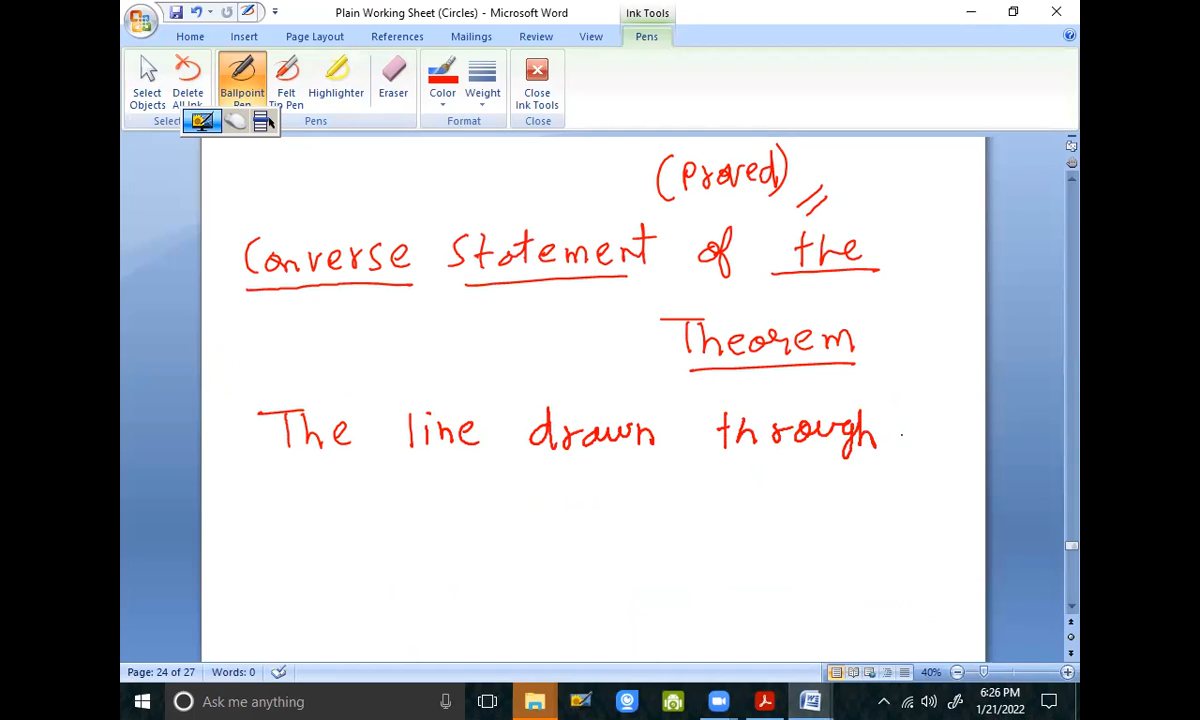 Plain Working Sheet (Circles) - Microsoft Word
Ink Tools
Home Insert Page Layout References Mailings Review View Pens
Select Objects
Delete All Ink
Ballpoint Pen
Felt Tip Pen
Highlighter
Eraser
Color
Weight
Close Ink Tools
Select Pens Format Close
(Proved)
Converse Statement of the
Theorem
The line drawn through
Page: 24 of 27 Words: 0 40%
Ask me anything
6:26 PM
1/21/2022